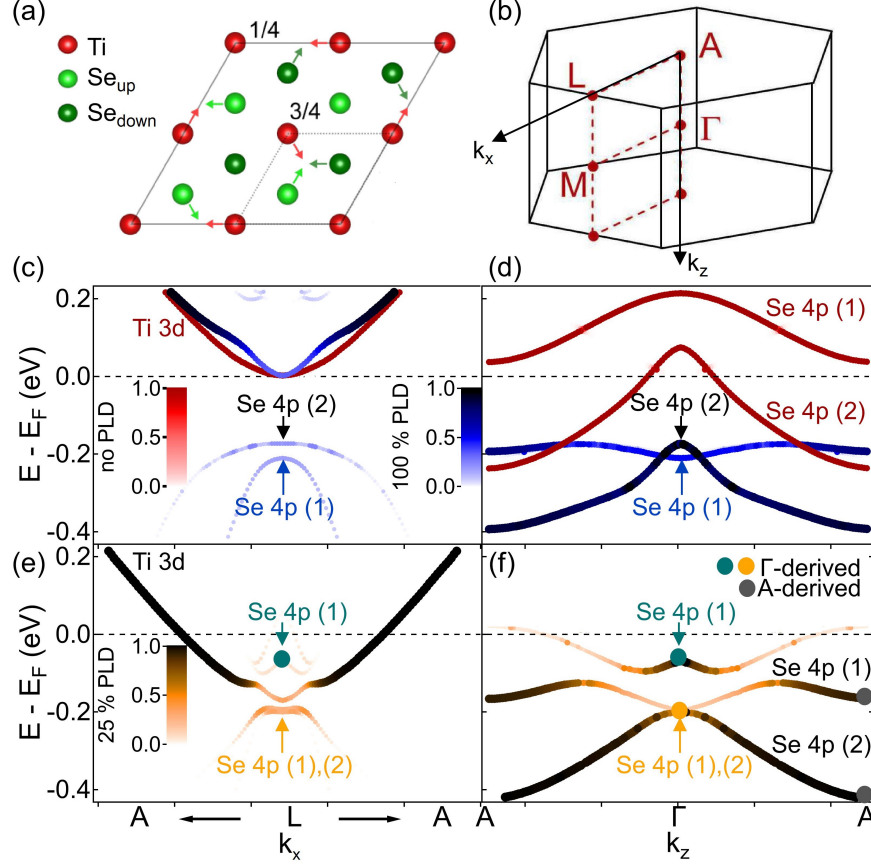 (a)
Ti
Se_up
Se_down
1/4
3/4
(b)
A
L
Γ
M
k_x
k_z
(c)
E - E_F (eV)
0.2
0.0
-0.2
-0.4
Ti 3d
no PLD
1.0
0.5
0.0
Se 4p (2)
Se 4p (1)
100 % PLD
1.0
0.5
0.0
(d)
Se 4p (1)
Se 4p (2)
Se 4p (2)
Se 4p (1)
(e)
E - E_F (eV)
0.2
0.0
-0.2
-0.4
Ti 3d
25 % PLD
1.0
0.5
0.0
Se 4p (1)
Se 4p (1),(2)
A L A
k_x
(f)
Γ-derived
A-derived
Se 4p (1)
Se 4p (1)
Se 4p (2)
Se 4p (1),(2)
A Γ A
k_z